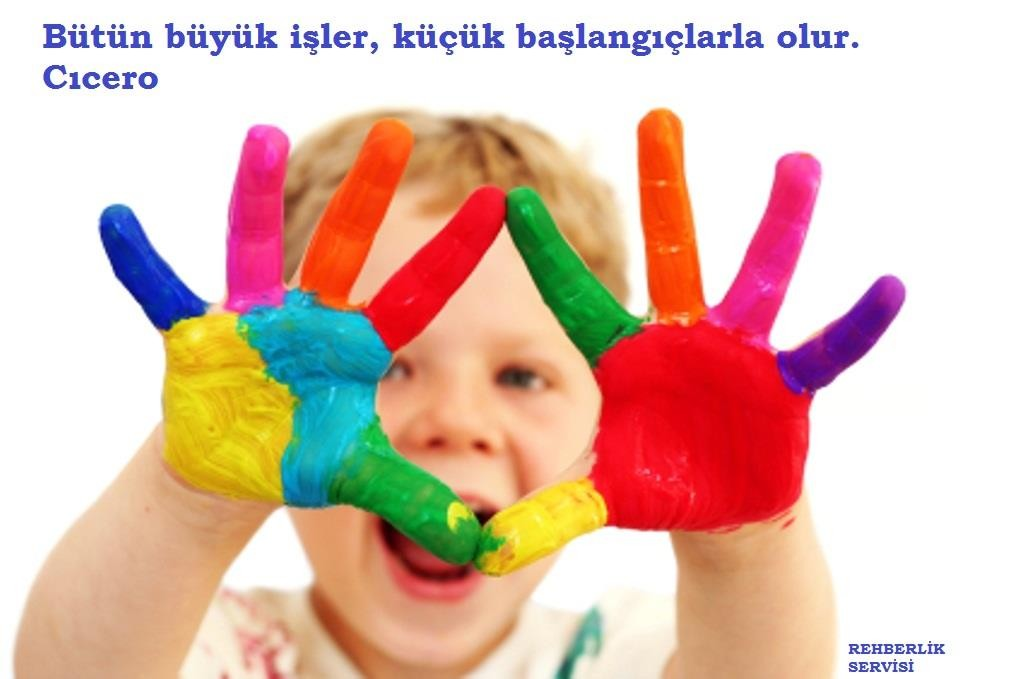 Bütün büyük işler, küçük başlangıçlarla olur.
Cıcero
REHBERLİK
SERVİSİ